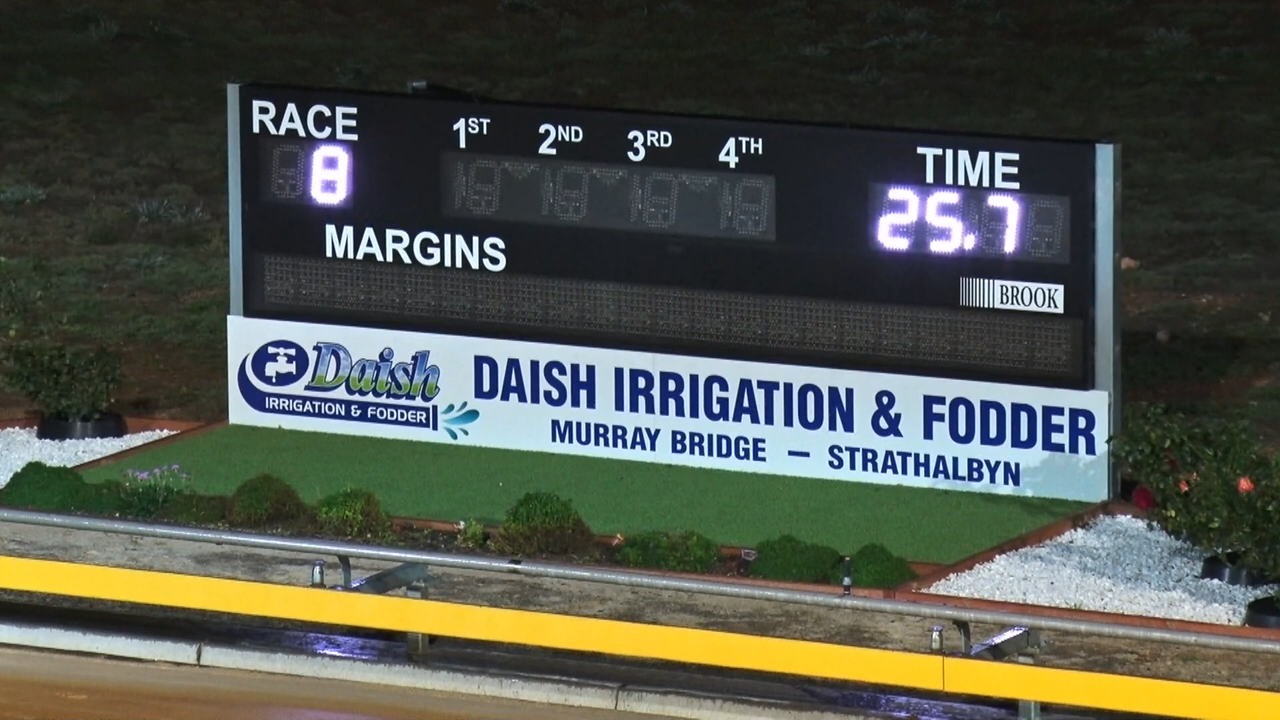 RACE 1ST 2ND 3RD 4TH TIME
8 25.7
MARGINS
BROOK
Daish
IRRIGATION & FODDER
DAISH IRRIGATION & FODDER
MURRAY BRIDGE – STRATHALBYN